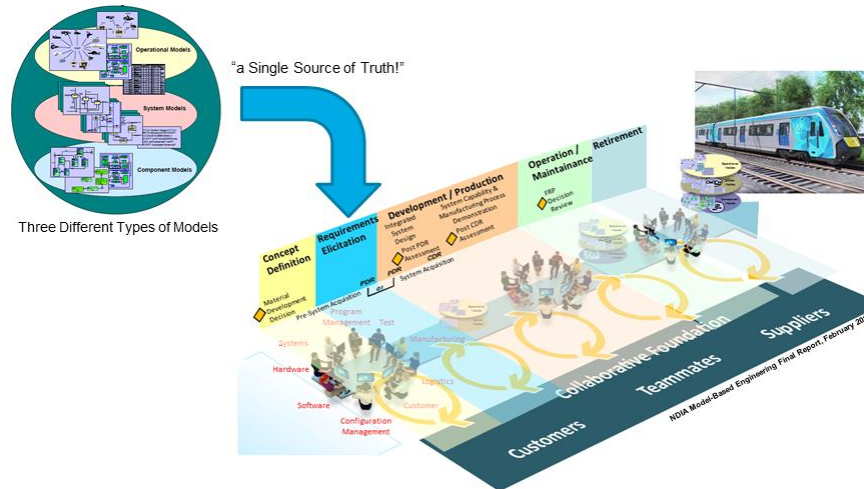 Operational Models
System Models
Component Models
Three Different Types of Models
“a Single Source of Truth!”
Concept
Definition
Requirements
Elicitation
Development / Production
Operation /
Maintainance
Retirement
Integrated
System
Design
System Capability &
Manufacturing Process
Demonstration
Post PDR
Assessment
Post CDR
Assessment
FRP
Decision
Review
Material
Development
Decision
PDR
or
PDR
CDR
Pre-System Acquisition
System Acquisition
Program
Management
Test
Systems
Manufacturing
Hardware
Logistics
Software
Customer
Configuration
Management
Collaborative Foundation
Customers
Teammates
Suppliers
NDIA Model-Based Engineering Final Report, February